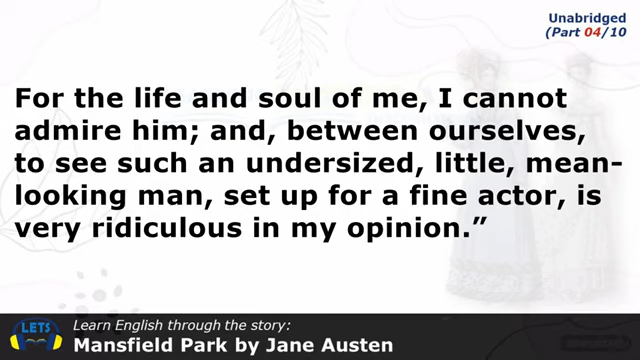 Unabridged
(Part 04/10
For the life and soul of me, I cannot
admire him; and, between ourselves,
to see such an undersized, little, mean-
looking man, set up for a fine actor, is
very ridiculous in my opinion.”
LETS
Learn English through the story:
Mansfield Park by Jane Austen